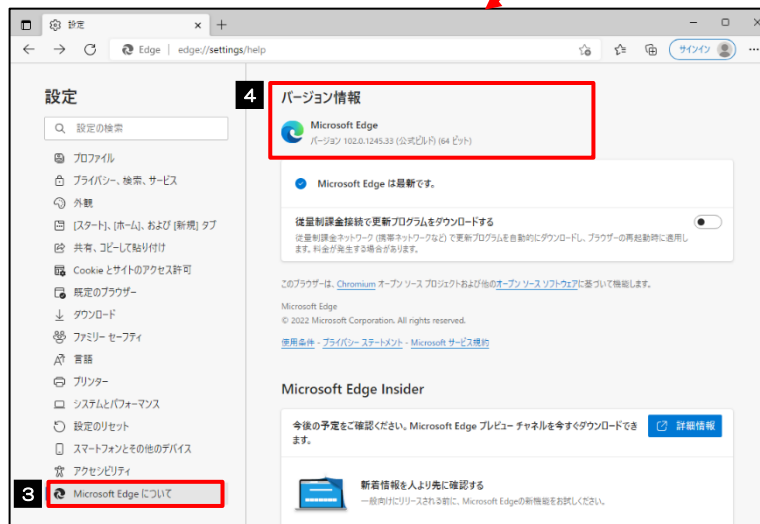 設定
Edge | edge://settings/help
サインイン
設定
設定の検索
プロファイル
プライバシー、検索、サービス
外観
[スタート]、[ホーム]、および [新規] タブ
共有、コピーして貼り付け
Cookie とサイトのアクセス許可
既定のブラウザー
ダウンロード
ファミリー セーフティ
言語
プリンター
システムとパフォーマンス
設定のリセット
スマートフォンとその他のデバイス
アクセシビリティ
3
Microsoft Edge について
4
バージョン情報
Microsoft Edge
バージョン 102.0.1245.33 (公式ビルド) (64 ビット)
Microsoft Edge は最新です。
従量制課金接続で更新プログラムをダウンロードする
従量制課金ネットワーク (携帯ネットワークなど) で更新プログラムを自動的にダウンロードし、ブラウザーの再起動時に適用し
ます。料金が発生する場合があります。
このブラウザーは、Chromium オープン ソース プロジェクトおよび他のオープン ソース ソフトウェアに基づいて機能します。
Microsoft Edge
© 2022 Microsoft Corporation. All rights reserved.
使用条件 - プライバシー ステートメント - Microsoft サービス規約
Microsoft Edge Insider
今後の予定をご確認ください。Microsoft Edge プレビュー チャネルを今すぐダウンロードでき
ます。
詳細情報
新着情報を人より先に確認する
一般向けにリリースされる前に、Microsoft Edgeの新機能をお試しください。